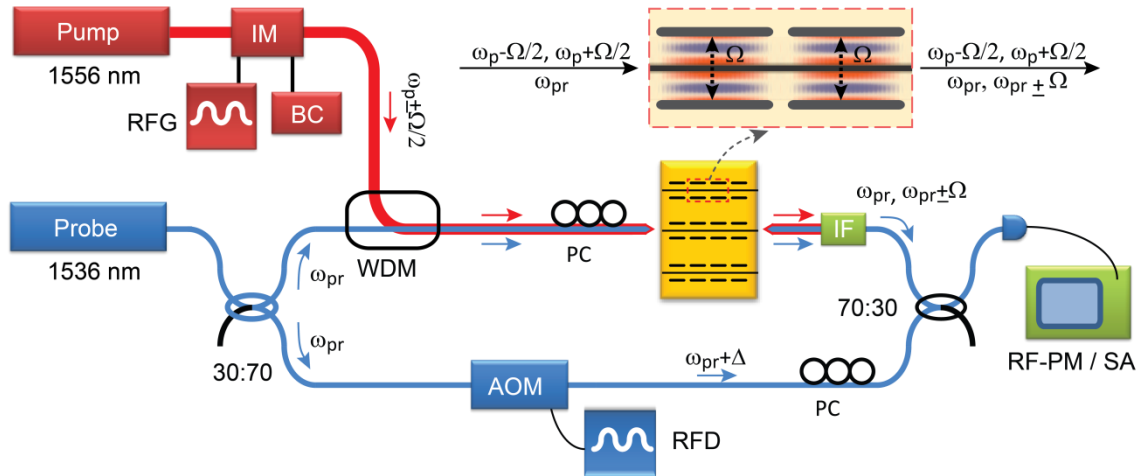 Pump
IM
1556 nm
RFG
BC
ωp±Ω/2
ωp-Ω/2, ωp+Ω/2
ωpr
Ω
Ω
ωp-Ω/2, ωp+Ω/2
ωpr, ωpr ± Ω
Probe
1536 nm
WDM
PC
IF
ωpr, ωpr±Ω
ωpr
ωpr
30:70
70:30
AOM
RFD
ωpr+Δ
PC
RF-PM / SA